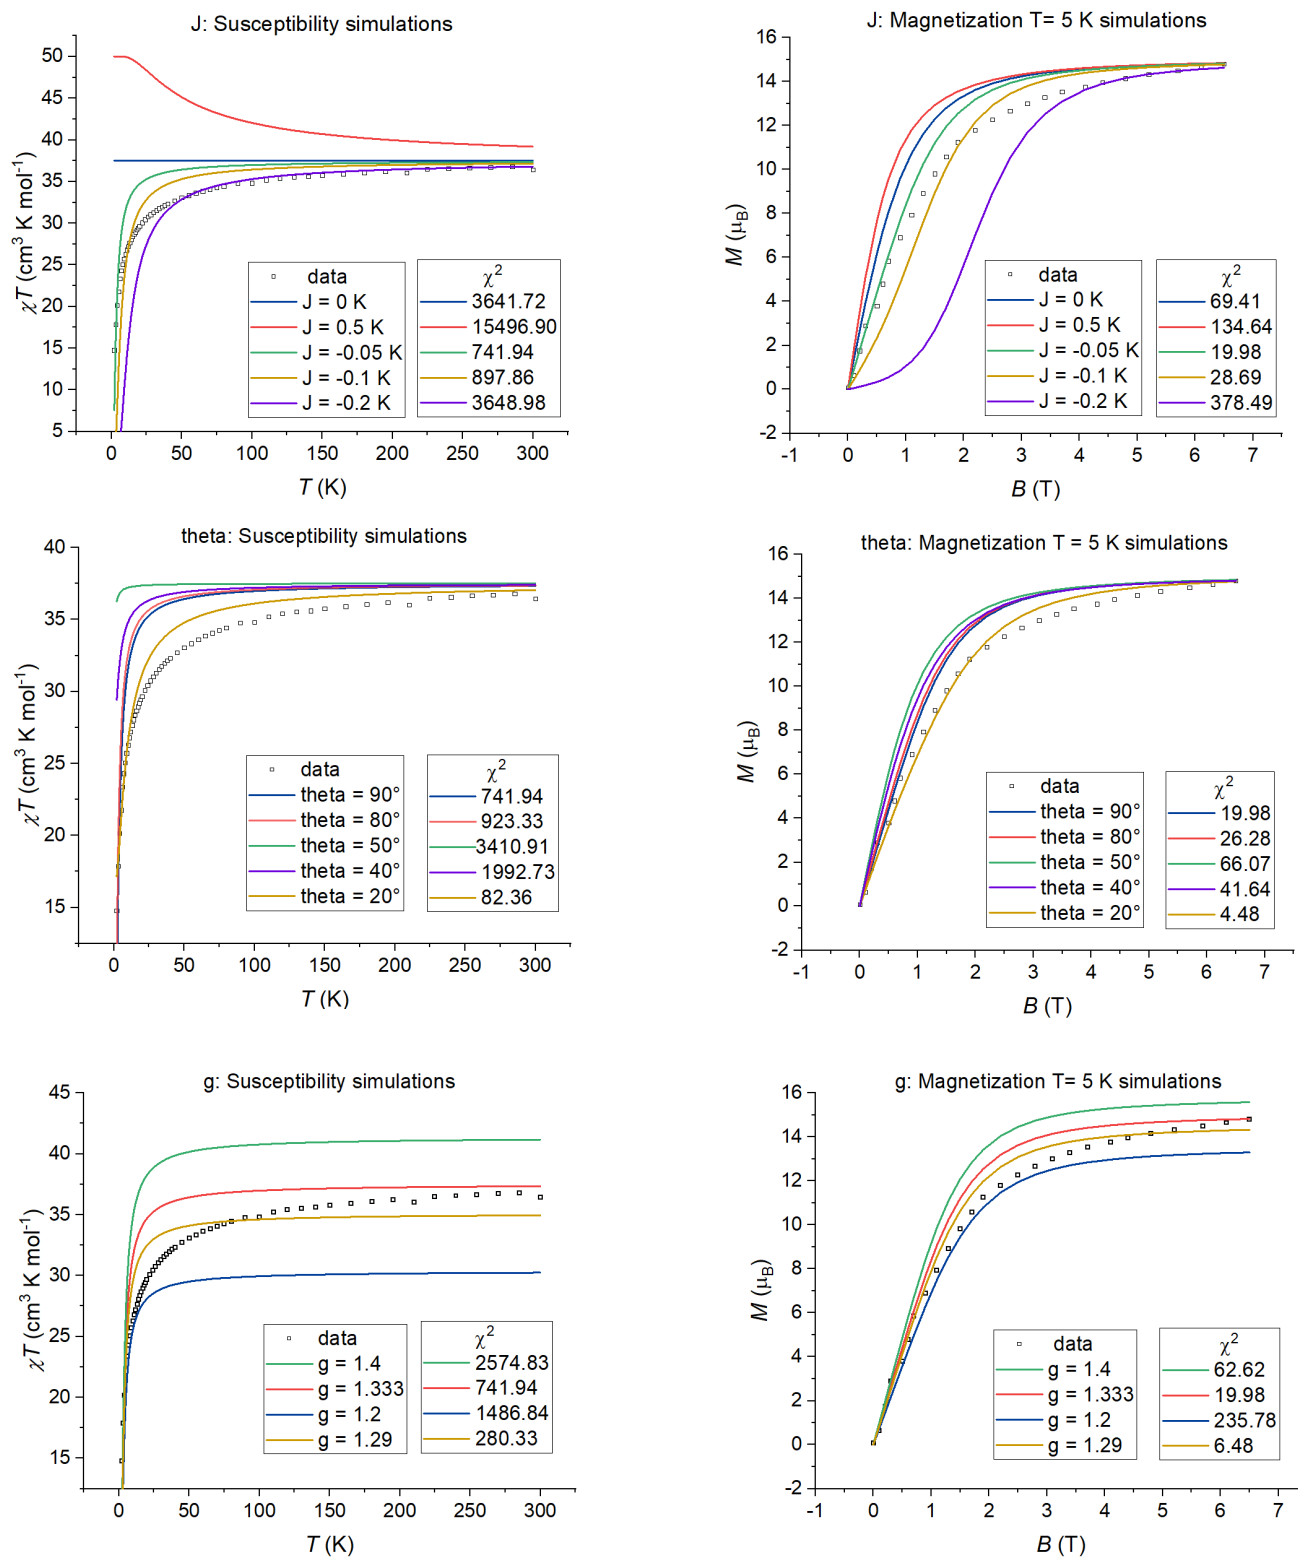 J: Susceptibility simulations
50
45
40
35
30
25
20
15
10
5
0 50 100 150 200 250 300
χT (cm³ K mol⁻¹)
T (K)
data
J = 0 K
J = 0.5 K
J = -0.05 K
J = -0.1 K
J = -0.2 K
χ²
3641.72
15496.90
741.94
897.86
3648.98
J: Magnetization T= 5 K simulations
16
14
12
10
8
6
4
2
0
-2
-1 0 1 2 3 4 5 6 7
M (μB)
B (T)
data
J = 0 K
J = 0.5 K
J = -0.05 K
J = -0.1 K
J = -0.2 K
χ²
69.41
134.64
19.98
28.69
378.49
theta: Susceptibility simulations
40
35
30
25
20
15
0 50 100 150 200 250 300
χT (cm³ K mol⁻¹)
T (K)
data
theta = 90°
theta = 80°
theta = 50°
theta = 40°
theta = 20°
χ²
741.94
923.33
3410.91
1992.73
82.36
theta: Magnetization T = 5 K simulations
16
14
12
10
8
6
4
2
0
-2
-1 0 1 2 3 4 5 6 7
M (μB)
B (T)
data
theta = 90°
theta = 80°
theta = 50°
theta = 40°
theta = 20°
χ²
19.98
26.28
66.07
41.64
4.48
g: Susceptibility simulations
45
40
35
30
25
20
15
0 50 100 150 200 250 300
χT (cm³ K mol⁻¹)
T (K)
data
g = 1.4
g = 1.333
g = 1.2
g = 1.29
χ²
2574.83
741.94
1486.84
280.33
g: Magnetization T= 5 K simulations
16
14
12
10
8
6
4
2
0
-2
-1 0 1 2 3 4 5 6 7
M (μB)
B (T)
data
g = 1.4
g = 1.333
g = 1.2
g = 1.29
χ²
62.62
19.98
235.78
6.48